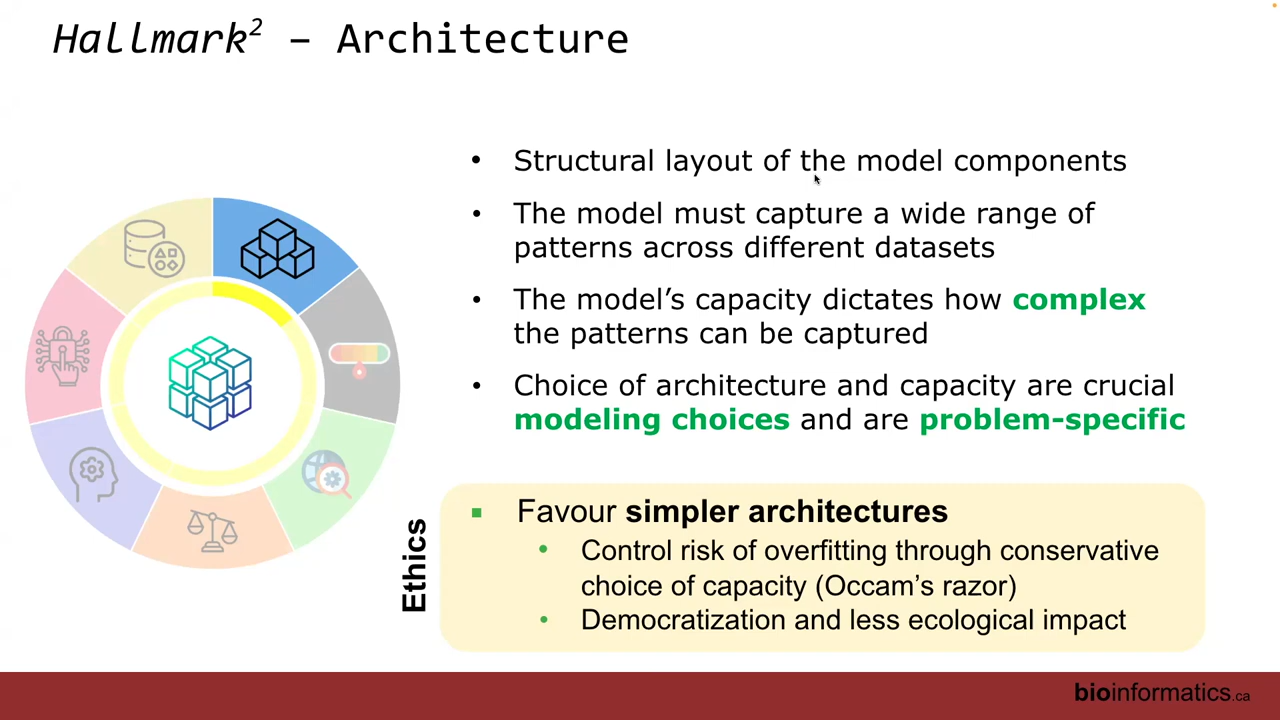 Hallmark² – Architecture
• Structural layout of the model components
• The model must capture a wide range of
patterns across different datasets
• The model’s capacity dictates how complex
the patterns can be captured
• Choice of architecture and capacity are crucial
modeling choices and are problem-specific
Ethics
▪ Favour simpler architectures
• Control risk of overfitting through conservative
choice of capacity (Occam’s razor)
• Democratization and less ecological impact
bioinformatics.ca